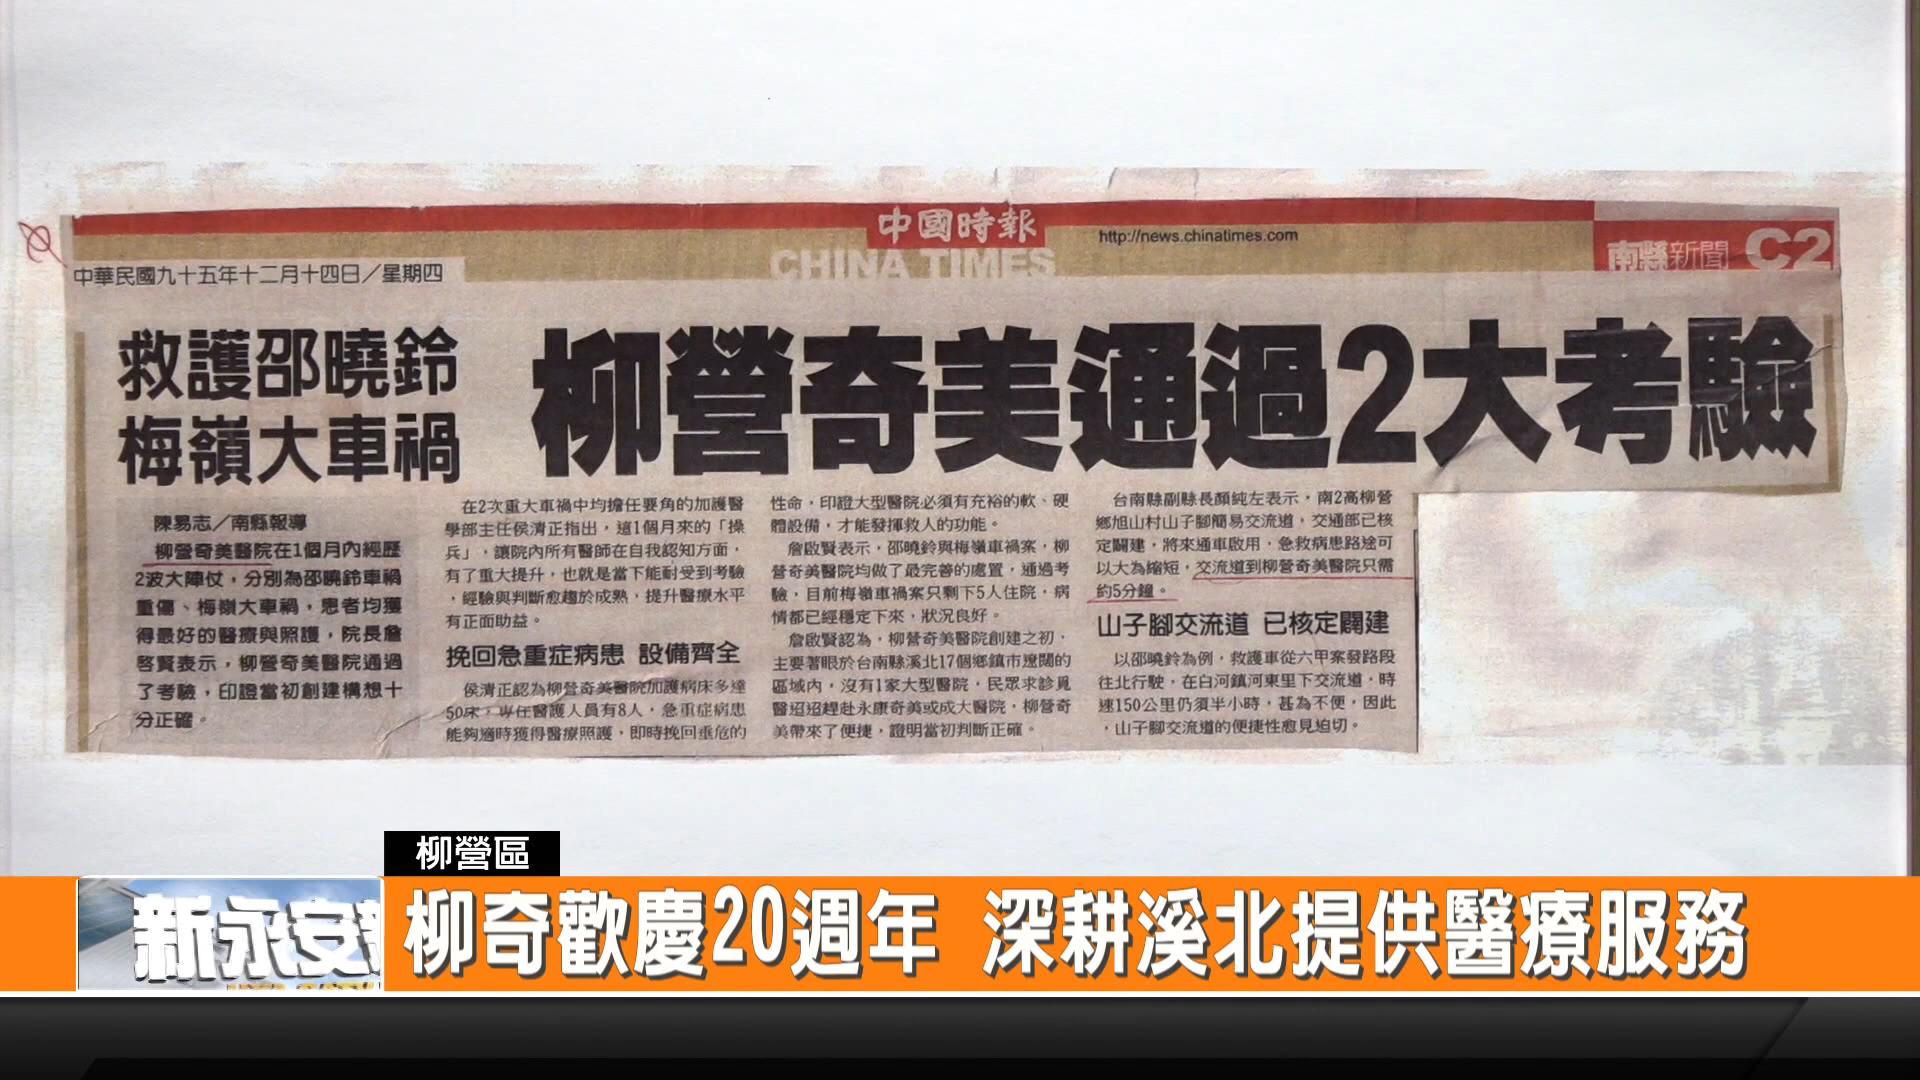 中國時報
CHINA TIMES
http://news.chinatimes.com
南縣新聞 C2
中華民國九十五年十二月十四日／星期四
救護邵曉鈴
梅嶺大車禍
柳營奇美通過2大考驗
陳易志／南縣報導
柳營奇美醫院在1個月內經歷
2波大陣仗，分別為邵曉鈴車禍
重傷、梅嶺大車禍，患者均獲
得最好的醫療與照護，院長詹
啓賢表示，柳營奇美醫院通過
了考驗，印證當初創建構想十
分正確。
在2次重大車禍中均擔任要角的加護醫
學部主任侯清正指出，這1個月來的「操
兵」，讓院內所有醫師在自我認知方面，
有了重大提升，也就是當下能耐受到考驗
，經驗與判斷愈趨於成熟，提升醫療水平
有正面助益。
挽回急重症病患 設備齊全
侯清正認為柳營奇美醫院加護病床多達
50床，專任醫護人員有8人，急重症病患
能夠適時獲得醫療照護，即時挽回垂危的
性命，印證大型醫院必須有充裕的軟、硬
體設備，才能發揮救人的功能。
詹啟賢表示，邵曉鈴與梅嶺車禍案，柳
營奇美醫院均做了最完善的處置，通過考
驗，目前梅嶺車禍案只剩下5人住院，病
情都已經穩定下來，狀況良好。
詹啟賢認為，柳營奇美醫院創建之初，
主要著眼於台南縣溪北17個鄉鎮市遼闊的
區域內，沒有1家大型醫院，民眾求診覓
醫迢迢趕赴永康奇美或成大醫院，柳營奇
美帶來了便捷，證明當初判斷正確。
台南縣副縣長顏純左表示，南2高柳營
鄉旭山村山子腳簡易交流道，交通部已核
定闢建，將來通車啟用，急救病患路途可
以大為縮短，交流道到柳營奇美醫院只需
約5分鐘。
山子腳交流道 已核定闢建
以邵曉鈴為例，救護車從六甲案發路段
往北行駛，在白河鎮河東里下交流道，時
速150公里仍須半小時，甚為不便，因此
，山子腳交流道的便捷性愈見迫切。
柳營區
新永安
柳奇歡慶20週年 深耕溪北提供醫療服務